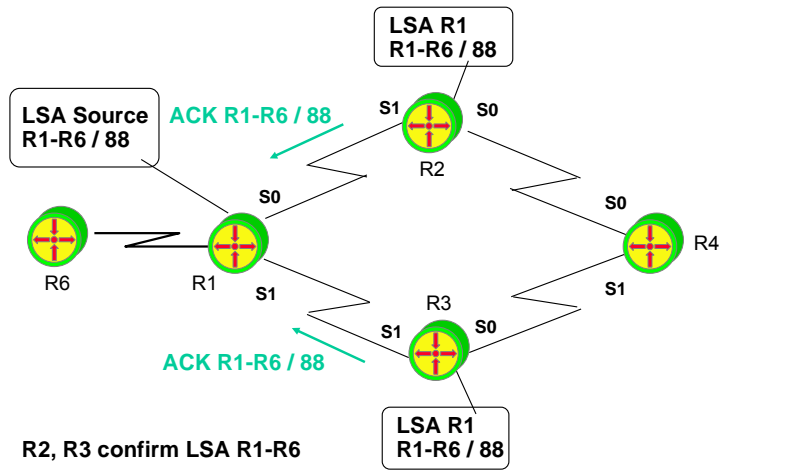 LSA R1
R1-R6 / 88
LSA Source
R1-R6 / 88
ACK R1-R6 / 88
S1
S0
R2
S0
S0
R6
R1
R4
S1
S1
R3
S1
S0
ACK R1-R6 / 88
LSA R1
R1-R6 / 88
R2, R3 confirm LSA R1-R6